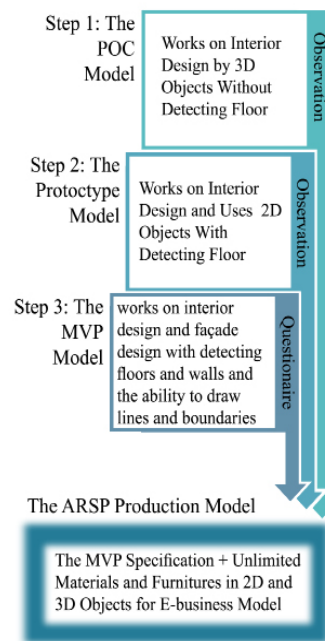 Step 1: The
POC
Model
Works on Interior
Design by 3D
Objects Without
Detecting Floor
Observation
Step 2: The
Protoctype
Model
Works on Interior
Design and Uses 2D
Objects With
Detecting Floor
Observation
Step 3: The
MVP
Model
works on interior
design and façade
design with detecting
floors and walls and
the ability to draw
lines and boundaries
Questionaire
The ARSP Production Model
The MVP Specification + Unlimited
Materials and Furnitures in 2D and
3D Objects for E-business Model